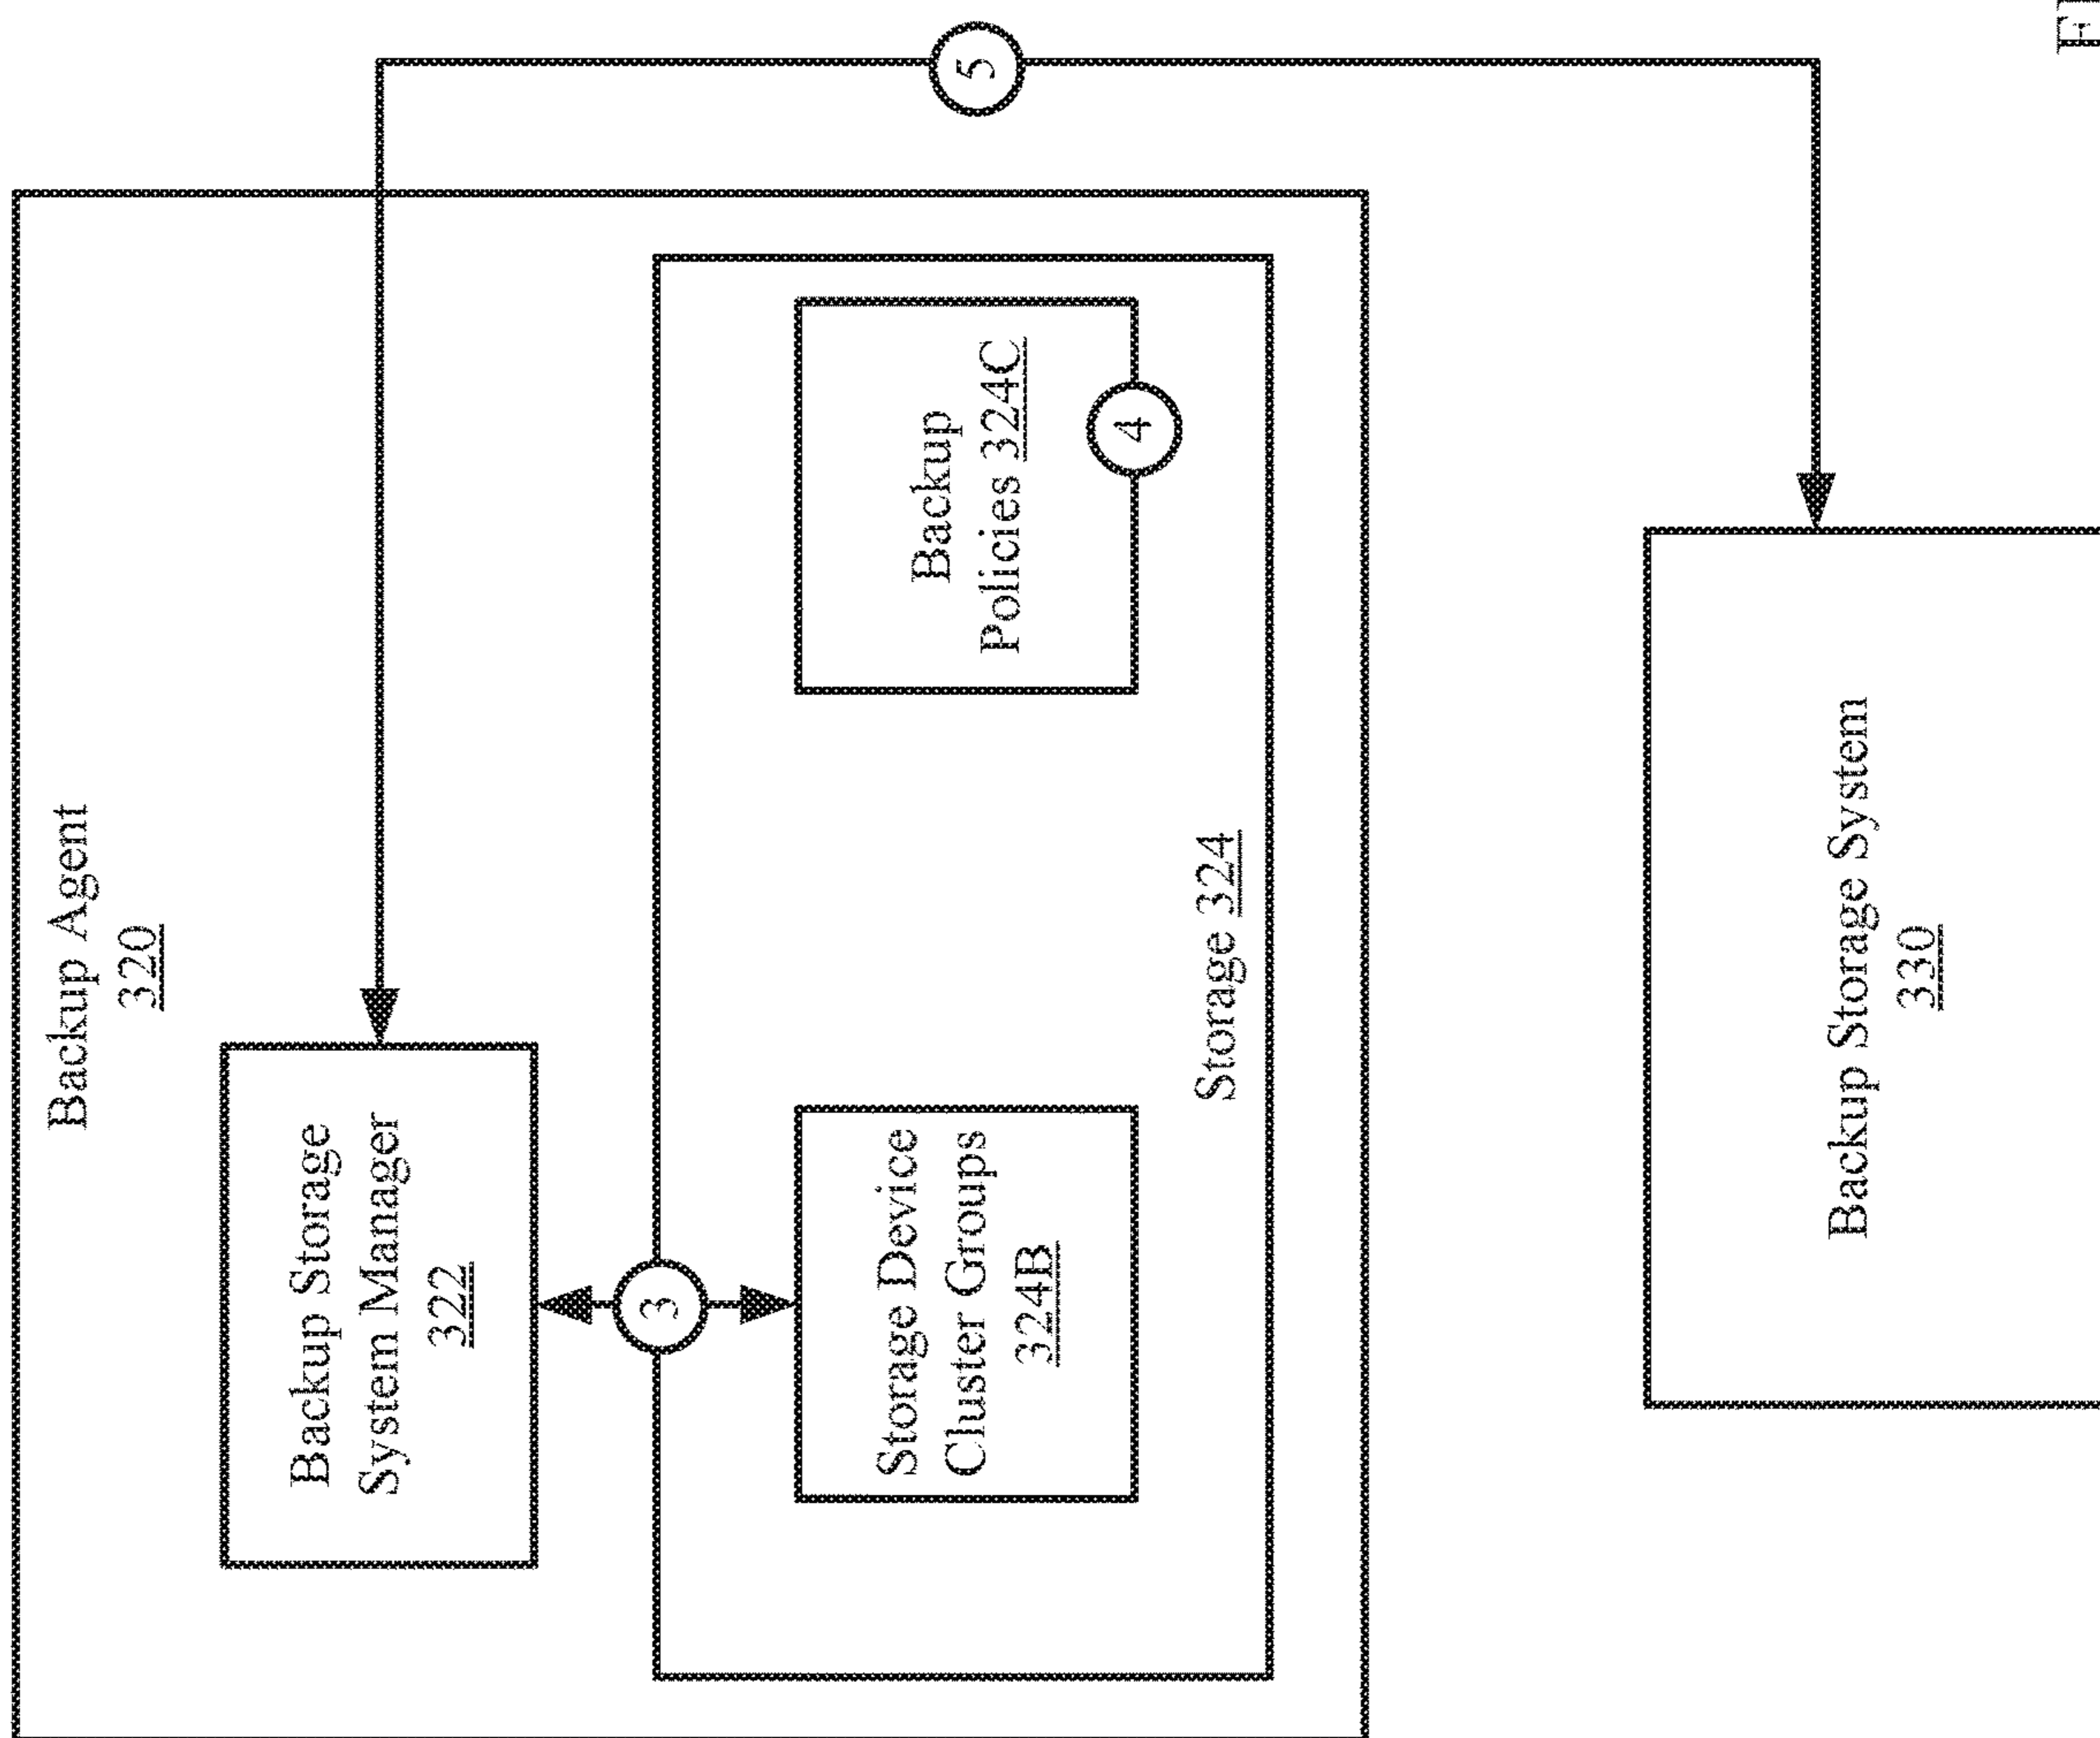 Backup Agent
320
Backup Storage
System Manager
322
3
Storage Device
Cluster Groups
324B
Backup
Policies 324C
4
Storage 324
5
Backup Storage System
330